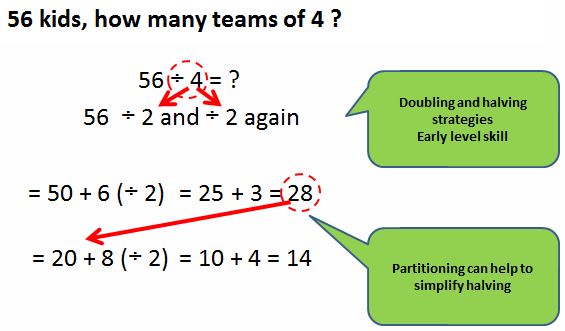 56 kids, how many teams of 4 ?
56 ÷ 4 = ?
56 ÷ 2 and ÷ 2 again
Doubling and halving
strategies
Early level skill
= 50 + 6 (÷ 2) = 25 + 3 = 28
= 20 + 8 (÷ 2) = 10 + 4 = 14
Partitioning can help to
simplify halving